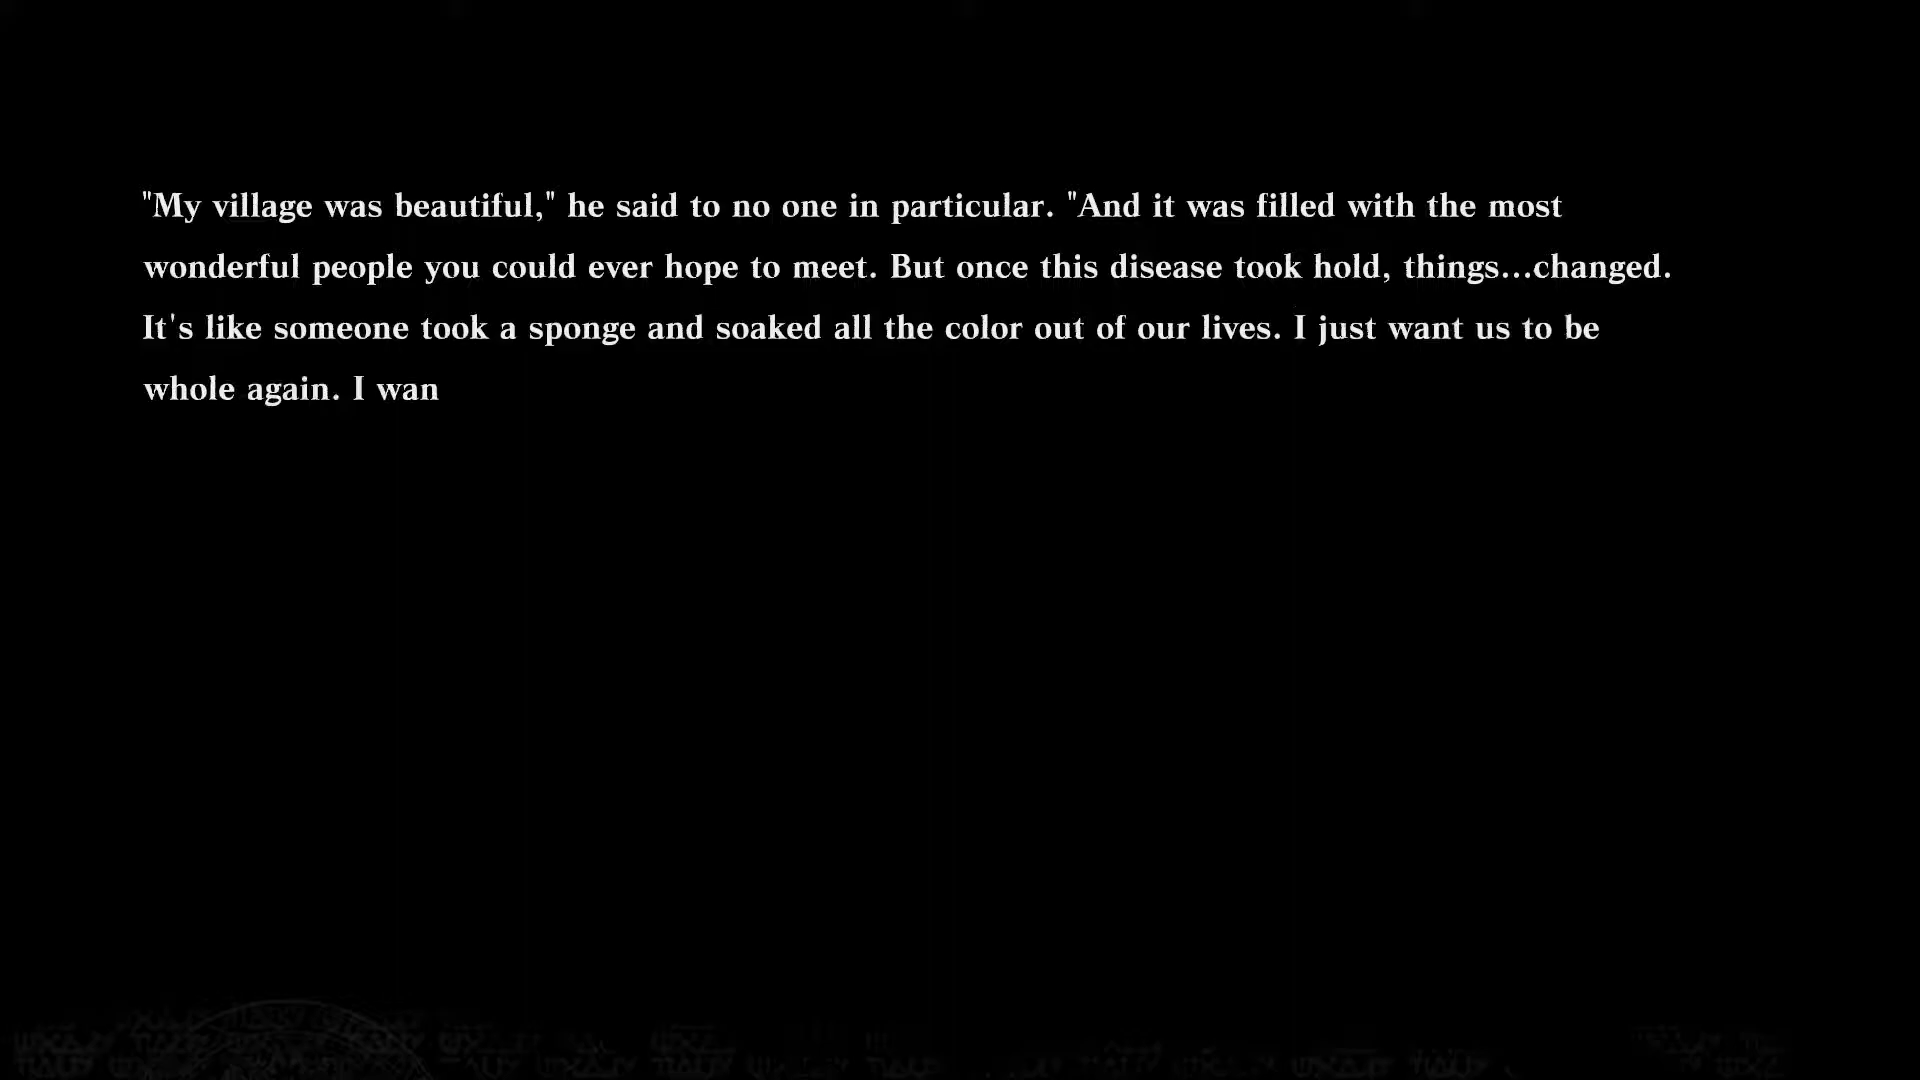 "My village was beautiful," he said to no one in particular. "And it was filled with the most
wonderful people you could ever hope to meet. But once this disease took hold, things...changed.
It's like someone took a sponge and soaked all the color out of our lives. I just want us to be
whole again. I wan